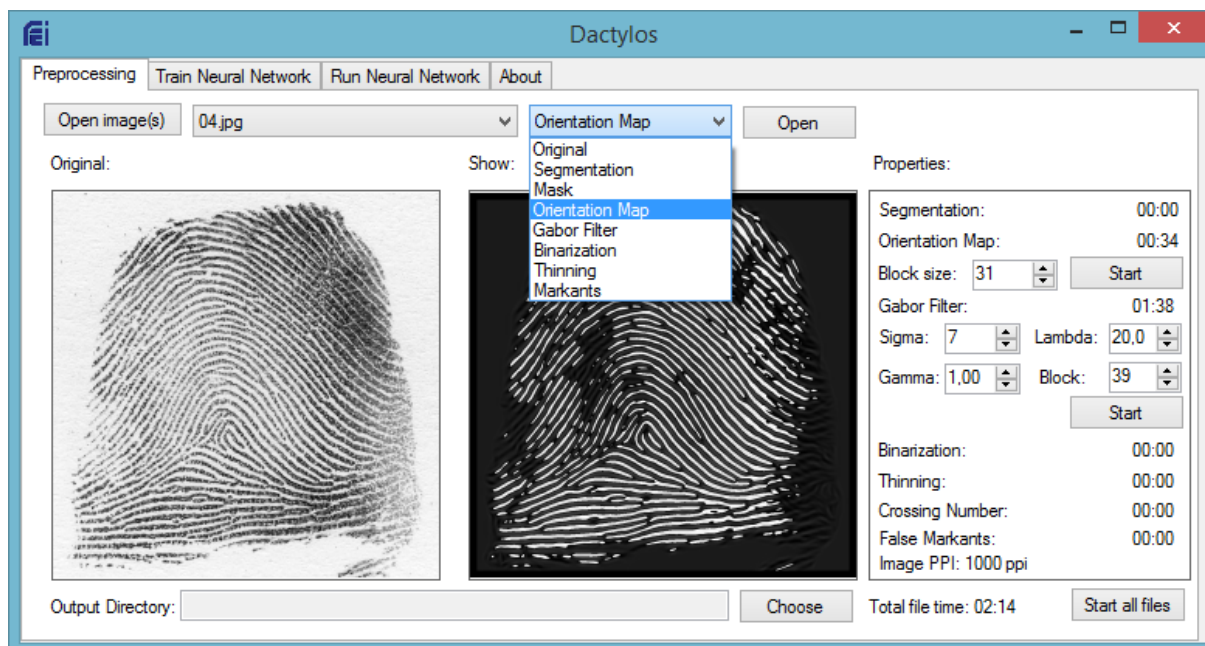 FEI
Dactylos
Preprocessing Train Neural Network Run Neural Network About
Open image(s) 04.jpg Orientation Map Open
Original: Show: Properties:
Original
Segmentation
Mask
Orientation Map
Gabor Filter
Binarization
Thinning
Markants
Segmentation: 00:00
Orientation Map: 00:34
Block size: 31 Start
Gabor Filter: 01:38
Sigma: 7 Lambda: 20,0
Gamma: 1,00 Block: 39
Start
Binarization: 00:00
Thinning: 00:00
Crossing Number: 00:00
False Markants: 00:00
Image PPI: 1000 ppi
Output Directory: Choose Total file time: 02:14 Start all files